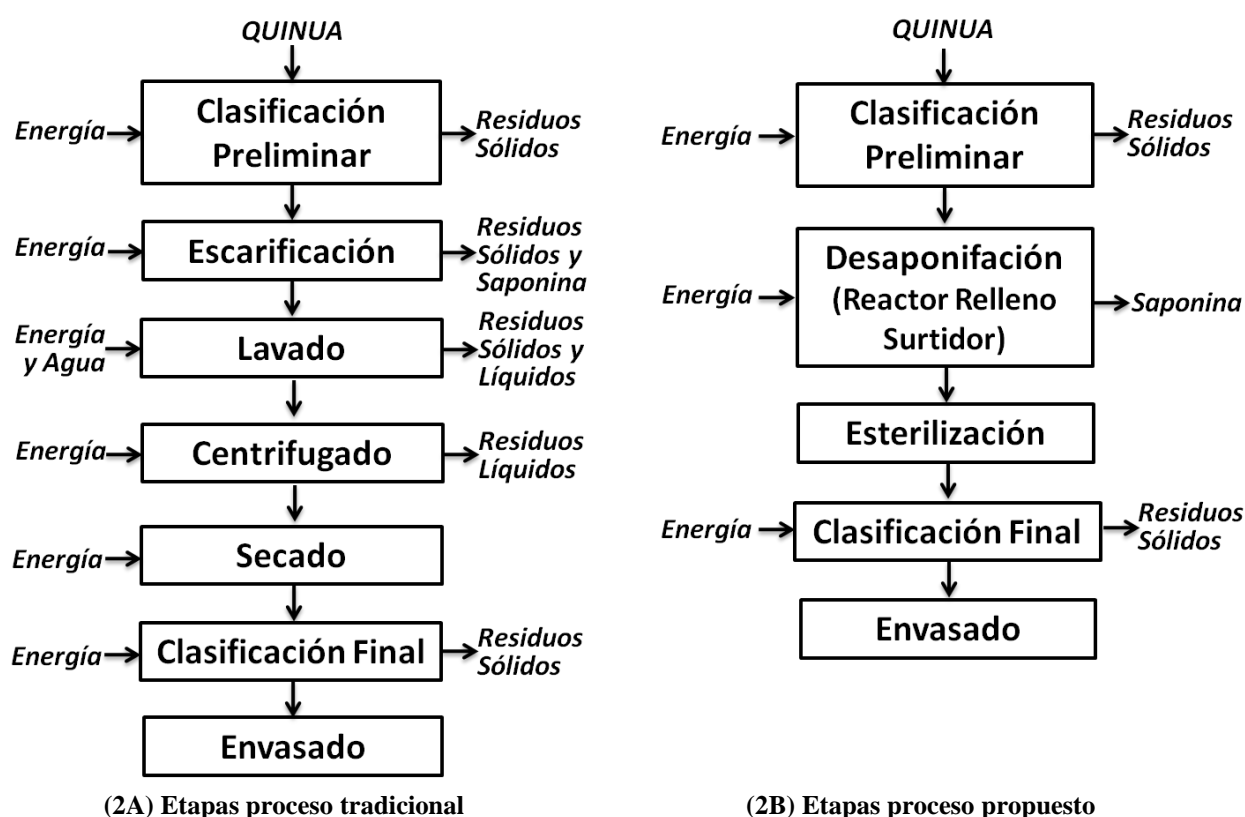 QUINUA
Energía
Clasificación
Preliminar
Residuos
Sólidos
Energía
Escarificación
Residuos
Sólidos y
Saponina
Energía
y Agua
Lavado
Residuos
Sólidos y
Líquidos
Energía
Centrifugado
Residuos
Líquidos
Energía
Secado
Energía
Clasificación Final
Residuos
Sólidos
Envasado
(2A) Etapas proceso tradicional
QUINUA
Energía
Clasificación
Preliminar
Residuos
Sólidos
Energía
Desaponifación
(Reactor Relleno
Surtidor)
Saponina
Esterilización
Energía
Clasificación Final
Residuos
Sólidos
Envasado
(2B) Etapas proceso propuesto